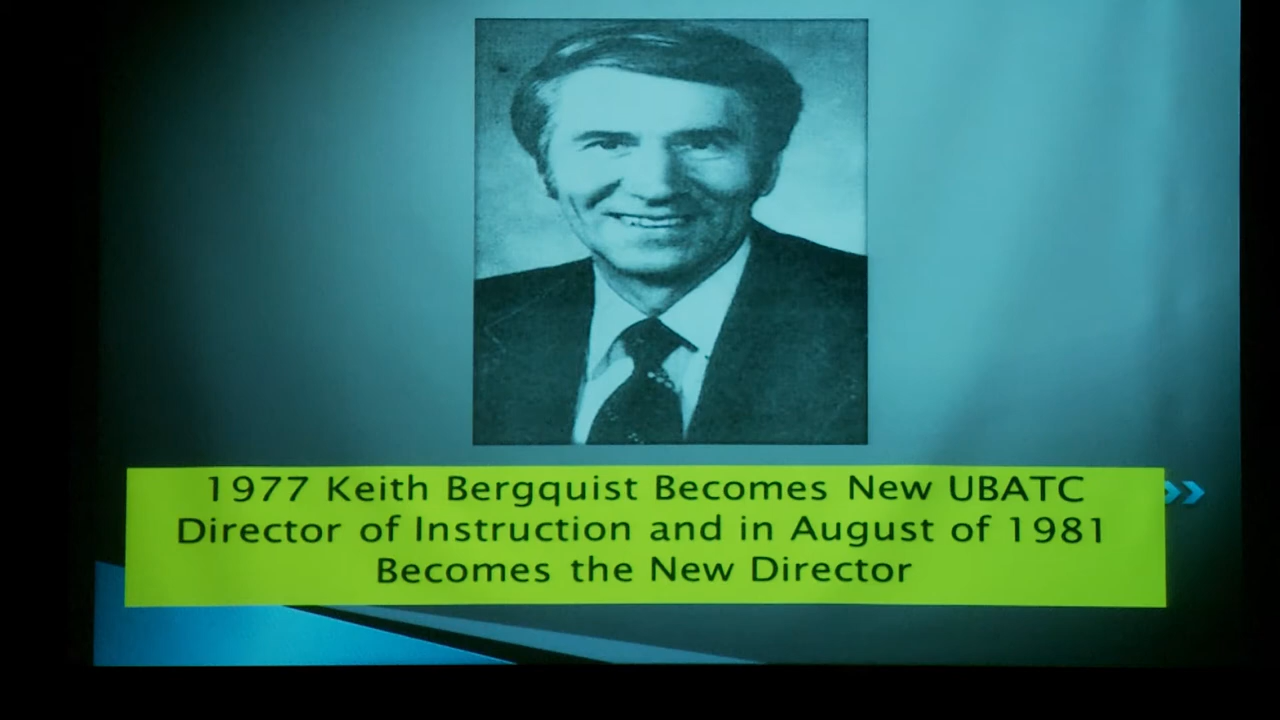 1977 Keith Bergquist Becomes New UBATC
Director of Instruction and in August of 1981
Becomes the New Director